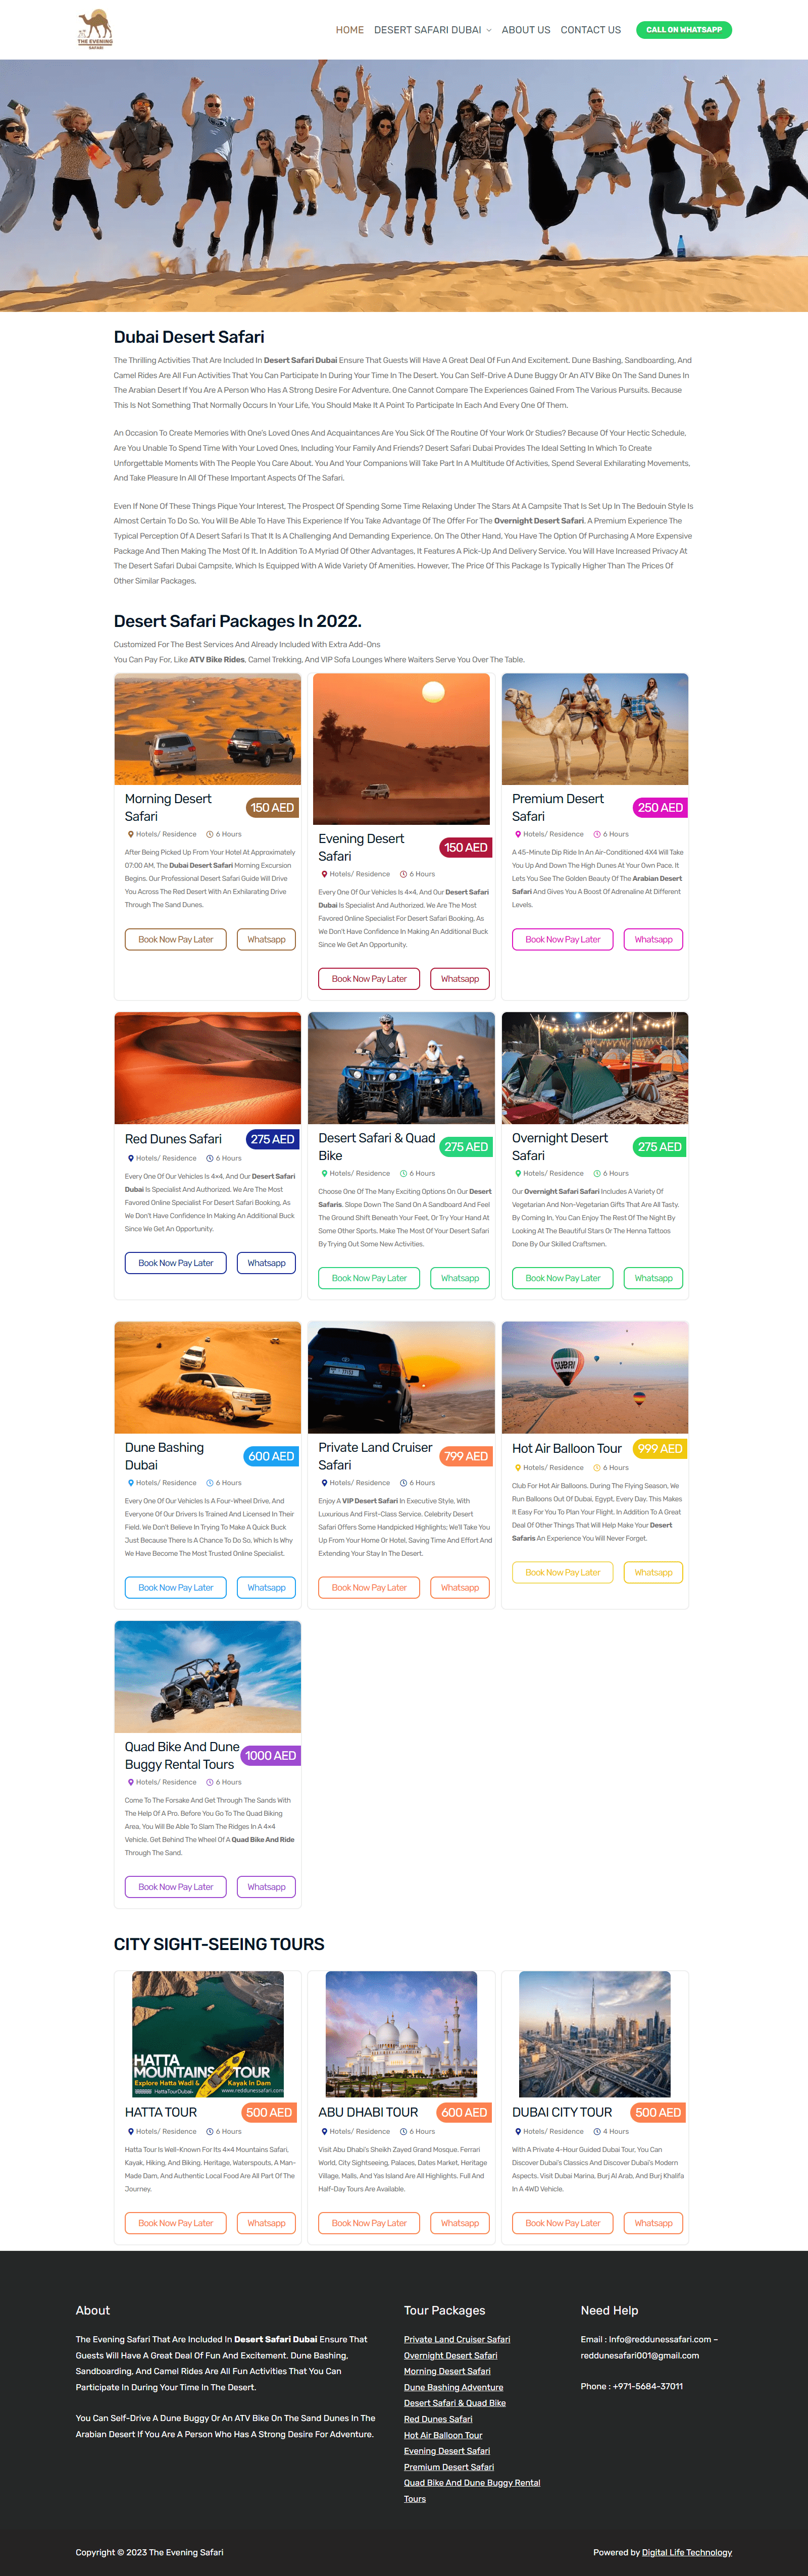 THE EVENING
SAFARI
HOME DESERT SAFARI DUBAI ABOUT US CONTACT US CALL ON WHATSAPP
Dubai Desert Safari
The Thrilling Activities That Are Included In Desert Safari Dubai Ensure That Guests Will Have A Great Deal Of Fun And Excitement. Dune Bashing, Sandboarding, And
Camel Rides Are All Fun Activities That You Can Participate In During Your Time In The Desert. You Can Self-Drive A Dune Buggy Or An ATV Bike On The Sand Dunes In
The Arabian Desert If You Are A Person Who Has A Strong Desire For Adventure. One Cannot Compare The Experiences Gained From The Various Pursuits. Because
This Is Not Something That Normally Occurs In Your Life, You Should Make It A Point To Participate In Each And Every One Of Them.
An Occasion To Create Memories With One's Loved Ones And Acquaintances Are You Sick Of The Routine Of Your Work Or Studies? Because Of Your Hectic Schedule,
Are You Unable To Spend Time With Your Loved Ones, Including Your Family And Friends? Desert Safari Dubai Provides The Ideal Setting In Which To Create
Unforgettable Moments With The People You Care About. You And Your Companions Will Take Part In A Multitude Of Activities, Spend Several Exhilarating Movements,
And Take Pleasure In All Of These Important Aspects Of The Safari.
Even If None Of These Things Pique Your Interest, The Prospect Of Spending Some Time Relaxing Under The Stars At A Campsite That Is Set Up In The Bedouin Style Is
Almost Certain To Do So. You Will Be Able To Have This Experience If You Take Advantage Of The Offer For The Overnight Desert Safari. A Premium Experience The
Typical Perception Of A Desert Safari Is That It Is A Challenging And Demanding Experience. On The Other Hand, You Have The Option Of Purchasing A More Expensive
Package And Then Making The Most Of It. In Addition To A Myriad Of Other Advantages, It Features A Pick-Up And Delivery Service. You Will Have Increased Privacy At
The Desert Safari Dubai Campsite, Which Is Equipped With A Wide Variety Of Amenities. However, The Price Of This Package Is Typically Higher Than The Prices Of
Other Similar Packages.
Desert Safari Packages In 2022.
Customized For The Best Services And Already Included With Extra Add-Ons
You Can Pay For, Like ATV Bike Rides, Camel Trekking, And VIP Sofa Lounges Where Waiters Serve You Over The Table.
Morning Desert
Safari
150 AED
Hotels/ Residence 6 Hours
After Being Picked Up From Your Hotel At Approximately
07:00 AM, The Dubai Desert Safari Morning Excursion
Begins. Our Professional Desert Safari Guide Will Drive
You Across The Red Desert With An Exhilarating Drive
Through The Sand Dunes.
Book Now Pay Later Whatsapp
Evening Desert
Safari
150 AED
Hotels/ Residence 6 Hours
Every One Of Our Vehicles Is 4×4, And Our Desert Safari
Dubai Is Specialist And Authorized. We Are The Most
Favored Online Specialist For Desert Safari Booking, As
We Don't Have Confidence In Making An Additional Buck
Since We Get An Opportunity.
Book Now Pay Later Whatsapp
Premium Desert
Safari
250 AED
Hotels/ Residence 6 Hours
A 45-Minute Dip Ride In An Air-Conditioned 4X4 Will Take
You Up And Down The High Dunes At Your Own Pace. It
Lets You See The Golden Beauty Of The Arabian Desert
Safari And Gives You A Boost Of Adrenaline At Different
Levels.
Book Now Pay Later Whatsapp
Red Dunes Safari
275 AED
Hotels/ Residence 6 Hours
Every One Of Our Vehicles Is 4×4, And Our Desert Safari
Dubai Is Specialist And Authorized. We Are The Most
Favored Online Specialist For Desert Safari Booking, As
We Don't Have Confidence In Making An Additional Buck
Since We Get An Opportunity.
Book Now Pay Later Whatsapp
Desert Safari & Quad
Bike
275 AED
Hotels/ Residence 6 Hours
Choose One Of The Many Exciting Options On Our Desert
Safaris. Slope Down The Sand On A Sandboard And Feel
The Ground Shift Beneath Your Feet, Or Try Your Hand At
Some Other Sports. Make The Most Of Your Desert Safari
By Trying Out Some New Activities.
Book Now Pay Later Whatsapp
Overnight Desert
Safari
275 AED
Hotels/ Residence 6 Hours
Our Overnight Safari Safari Includes A Variety Of
Vegetarian And Non-Vegetarian Gifts That Are All Tasty.
By Coming In, You Can Enjoy The Rest Of The Night By
Looking At The Beautiful Stars Or The Henna Tattoos
Done By Our Skilled Craftsmen.
Book Now Pay Later Whatsapp
Dune Bashing
Dubai
600 AED
Hotels/ Residence 6 Hours
Every One Of Our Vehicles Is A Four-Wheel Drive, And
Everyone Of Our Drivers Is Trained And Licensed In Their
Field. We Don't Believe In Trying To Make A Quick Buck
Just Because There Is A Chance To Do So, Which Is Why
We Have Become The Most Trusted Online Specialist.
Book Now Pay Later Whatsapp
Private Land Cruiser
Safari
799 AED
Hotels/ Residence 6 Hours
Enjoy A VIP Desert Safari In Executive Style, With
Luxurious And First-Class Service. Celebrity Desert
Safari Offers Some Handpicked Highlights; We'll Take You
Up From Your Home Or Hotel, Saving Time And Effort And
Extending Your Stay In The Desert.
Book Now Pay Later Whatsapp
DUBAI
Hot Air Balloon Tour
999 AED
Hotels/ Residence 6 Hours
Club For Hot Air Balloons. During The Flying Season, We
Run Balloons Out Of Dubai, Egypt, Every Day. This Makes
It Easy For You To Plan Your Flight. In Addition To A Great
Deal Of Other Things That Will Help Make Your Desert
Safaris An Experience You Will Never Forget.
Book Now Pay Later Whatsapp
Quad Bike And Dune
Buggy Rental Tours
1000 AED
Hotels/ Residence 6 Hours
Come To The Forsake And Get Through The Sands With
The Help Of A Pro. Before You Go To The Quad Biking
Area, You Will Be Able To Slam The Ridges In A 4×4
Vehicle. Get Behind The Wheel Of A Quad Bike And Ride
Through The Sand.
Book Now Pay Later Whatsapp
CITY SIGHT-SEEING TOURS
HATTA
MOUNTAINS TOUR
Explore Hatta Wadi & Kayak in Dam
HattaTourDubai www.reddunessafari.com
HATTA TOUR
500 AED
Hotels/ Residence 6 Hours
Hatta Tour Is Well-Known For Its 4×4 Mountains Safari,
Kayak, Hiking, And Biking. Heritage, Waterspouts, A Man-
Made Dam, And Authentic Local Food Are All Part Of The
Journey.
Book Now Pay Later Whatsapp
ABU DHABI TOUR
600 AED
Hotels/ Residence 6 Hours
Visit Abu Dhabi's Sheikh Zayed Grand Mosque. Ferrari
World, City Sightseeing, Palaces, Dates Market, Heritage
Village, Malls, And Yas Island Are All Highlights. Full And
Half-Day Tours Are Available.
Book Now Pay Later Whatsapp
DUBAI CITY TOUR
500 AED
Hotels/ Residence 4 Hours
With A Private 4-Hour Guided Dubai Tour, You Can
Discover Dubai's Classics And Discover Dubai's Modern
Aspects. Visit Dubai Marina, Burj Al Arab, And Burj Khalifa
In A 4WD Vehicle.
Book Now Pay Later Whatsapp
About
The Evening Safari That Are Included In Desert Safari Dubai Ensure That
Guests Will Have A Great Deal Of Fun And Excitement. Dune Bashing,
Sandboarding, And Camel Rides Are All Fun Activities That You Can
Participate In During Your Time In The Desert.
You Can Self-Drive A Dune Buggy Or An ATV Bike On The Sand Dunes In The
Arabian Desert If You Are A Person Who Has A Strong Desire For Adventure.
Tour Packages
Private Land Cruiser Safari
Overnight Desert Safari
Morning Desert Safari
Dune Bashing Adventure
Desert Safari & Quad Bike
Red Dunes Safari
Hot Air Balloon Tour
Evening Desert Safari
Premium Desert Safari
Quad Bike And Dune Buggy Rental
Tours
Need Help
Email : Info@reddunessafari.com –
reddunesafari001@gmail.com
Phone : +971-5684-37011
Copyright © 2023 The Evening Safari
Powered by Digital Life Technology